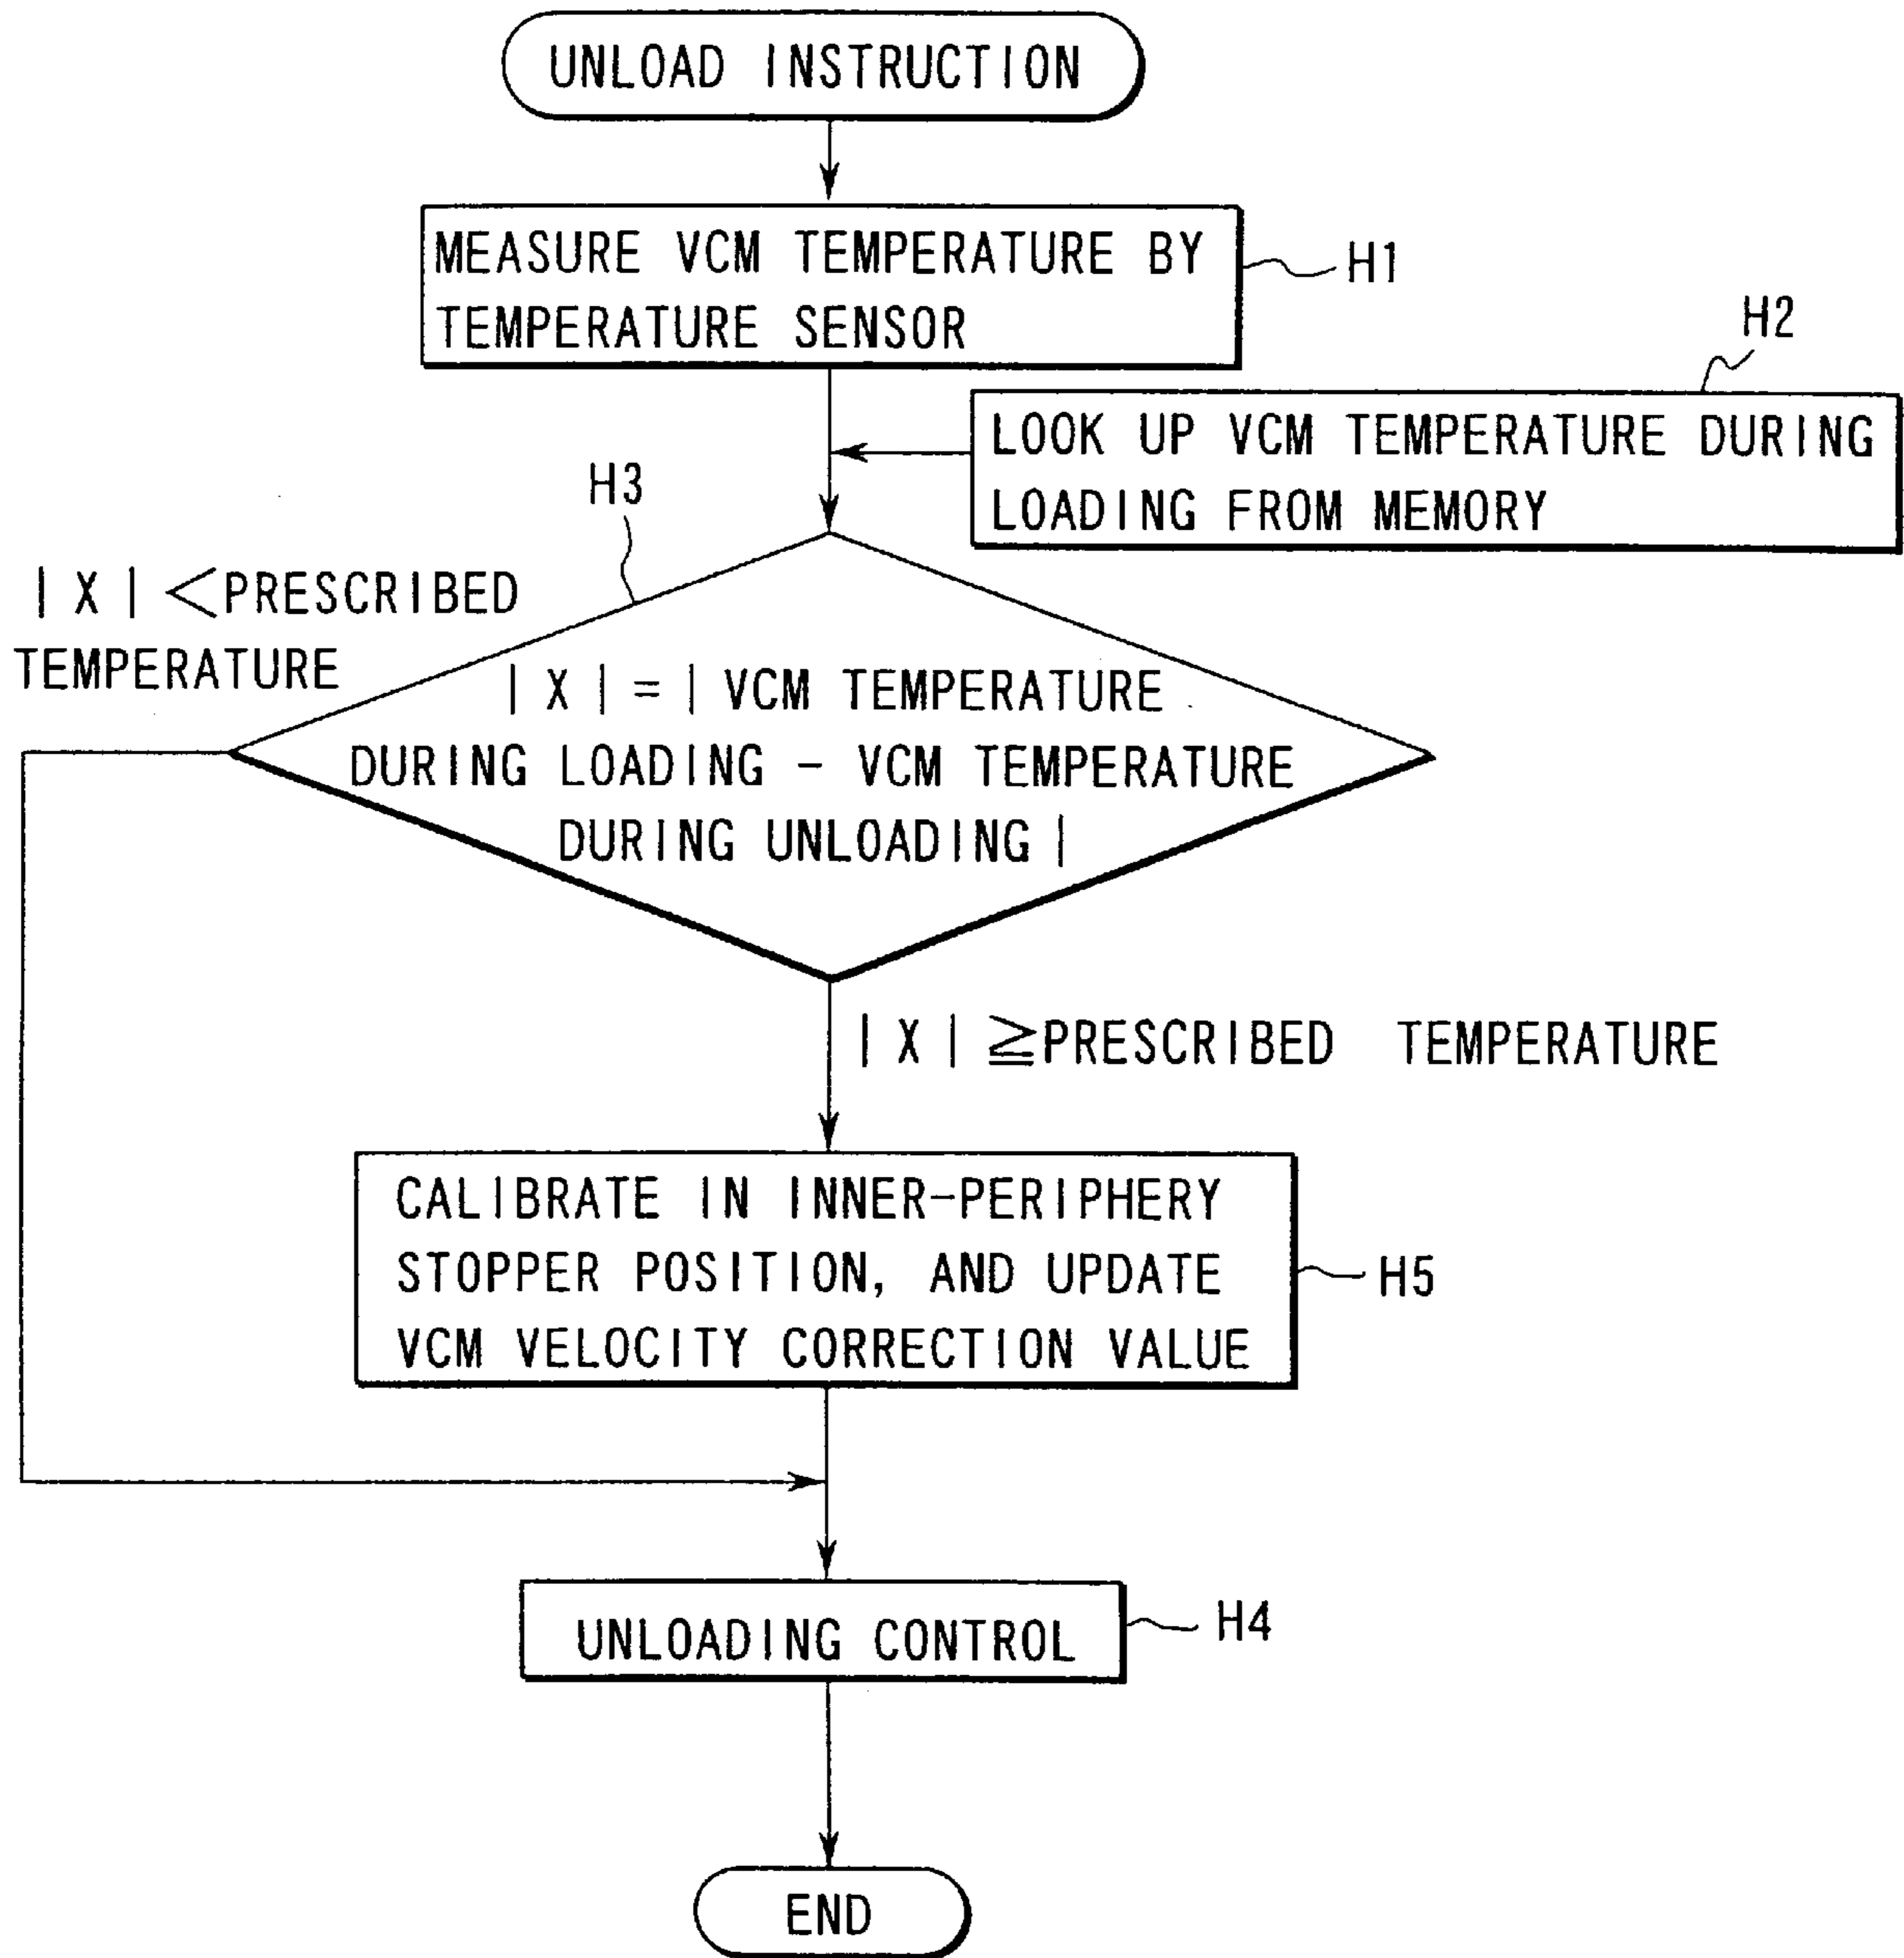 UNLOAD INSTRUCTION
MEASURE VCM TEMPERATURE BY
TEMPERATURE SENSOR
H1
H2
LOOK UP VCM TEMPERATURE DURING
LOADING FROM MEMORY
H3
| X | <PRESCRIBED
TEMPERATURE
| X | = | VCM TEMPERATURE
DURING LOADING - VCM TEMPERATURE
DURING UNLOADING |
| X | ≧PRESCRIBED TEMPERATURE
CALIBRATE IN INNER-PERIPHERY
STOPPER POSITION, AND UPDATE
VCM VELOCITY CORRECTION VALUE
H5
UNLOADING CONTROL
H4
END